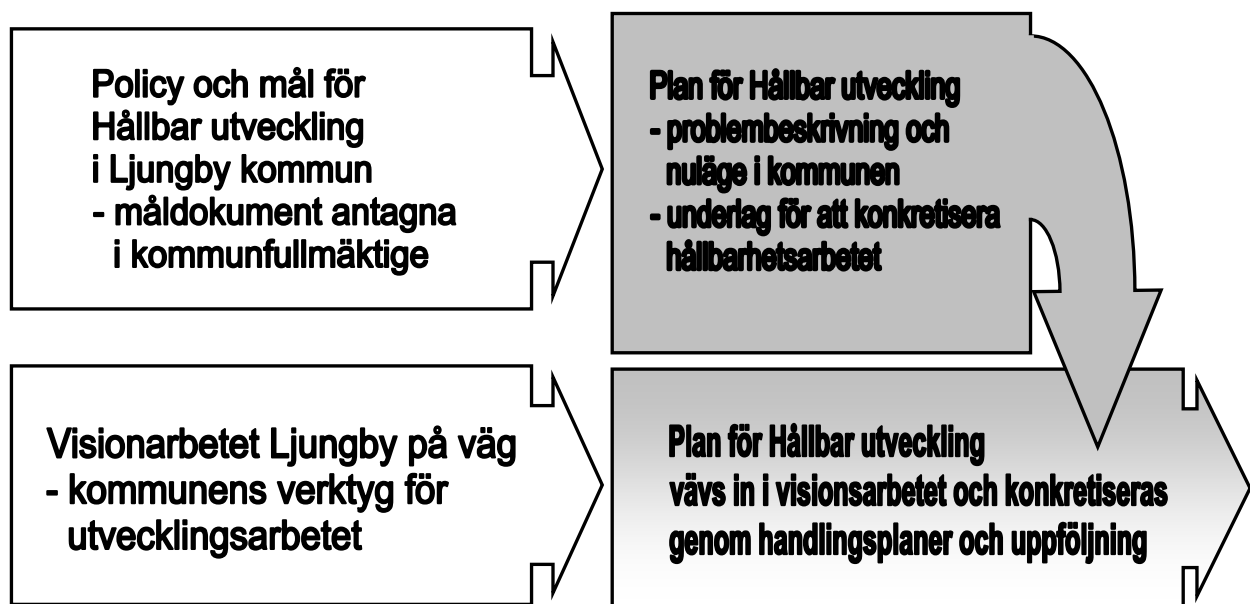 Policy och mål för
Hållbar utveckling
i Ljungby kommun
- måldokument antagna
i kommunfullmäktige
Plan för Hållbar utveckling
- problembeskrivning och
nuläge i kommunen
- underlag för att konkretisera
hållbarhetsarbetet
Visionarbetet Ljungby på väg
- kommunens verktyg för
utvecklingsarbetet
Plan för Hållbar utveckling
vävs in i visionsarbetet och konkretiseras
genom handlingsplaner och uppföljning